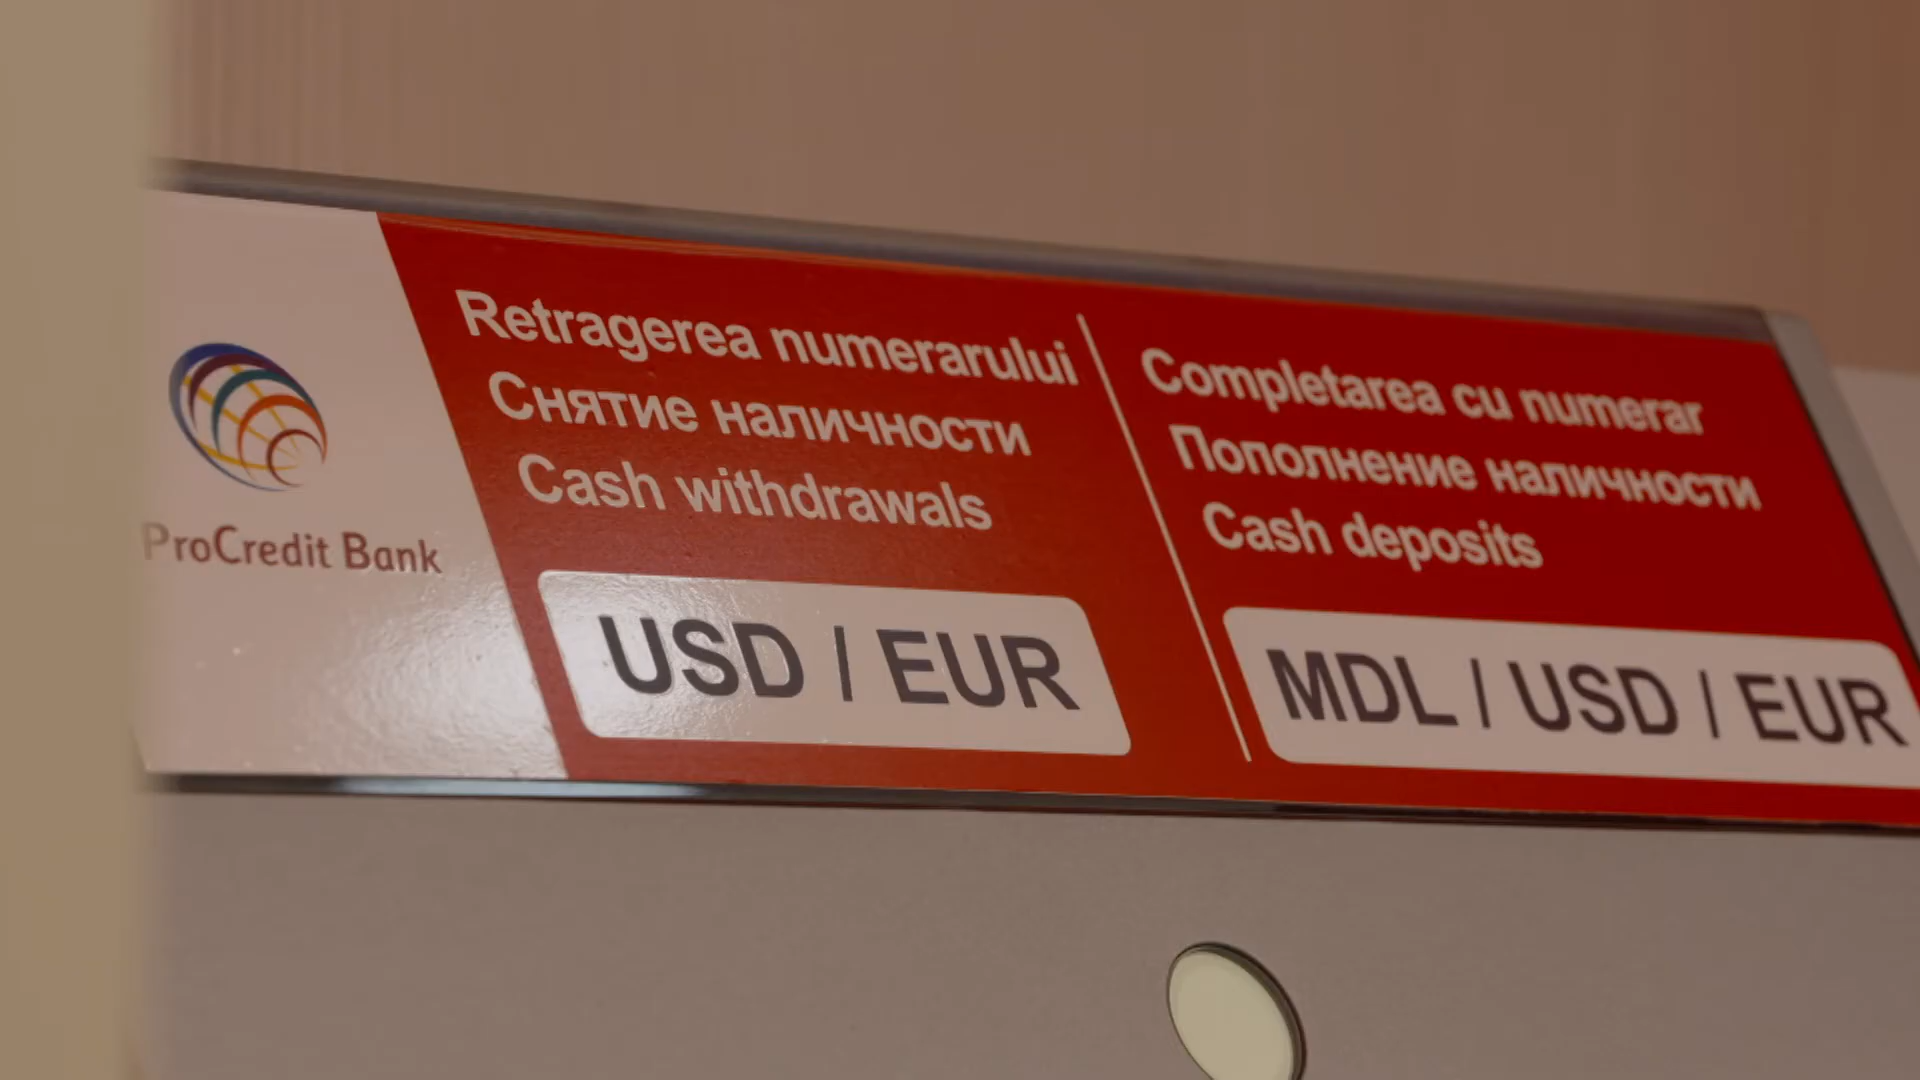 ProCredit Bank
Retragerea numerarului
Снятие наличности
Cash withdrawals
USD / EUR
Completarea cu numerar
Пополнение наличности
Cash deposits
MDL / USD / EUR